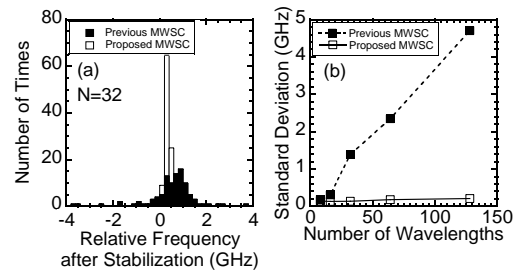 Previous MWSC
Proposed MWSC
(a)
N=32
Number of Times
80
60
40
20
0
-4
-2
0
2
4
Relative Frequency
after Stabilization (GHz)
Previous MWSC
Proposed MWSC
(b)
Standard Deviation (GHz)
5
4
3
2
1
0
0
50
100
150
Number of Wavelengths